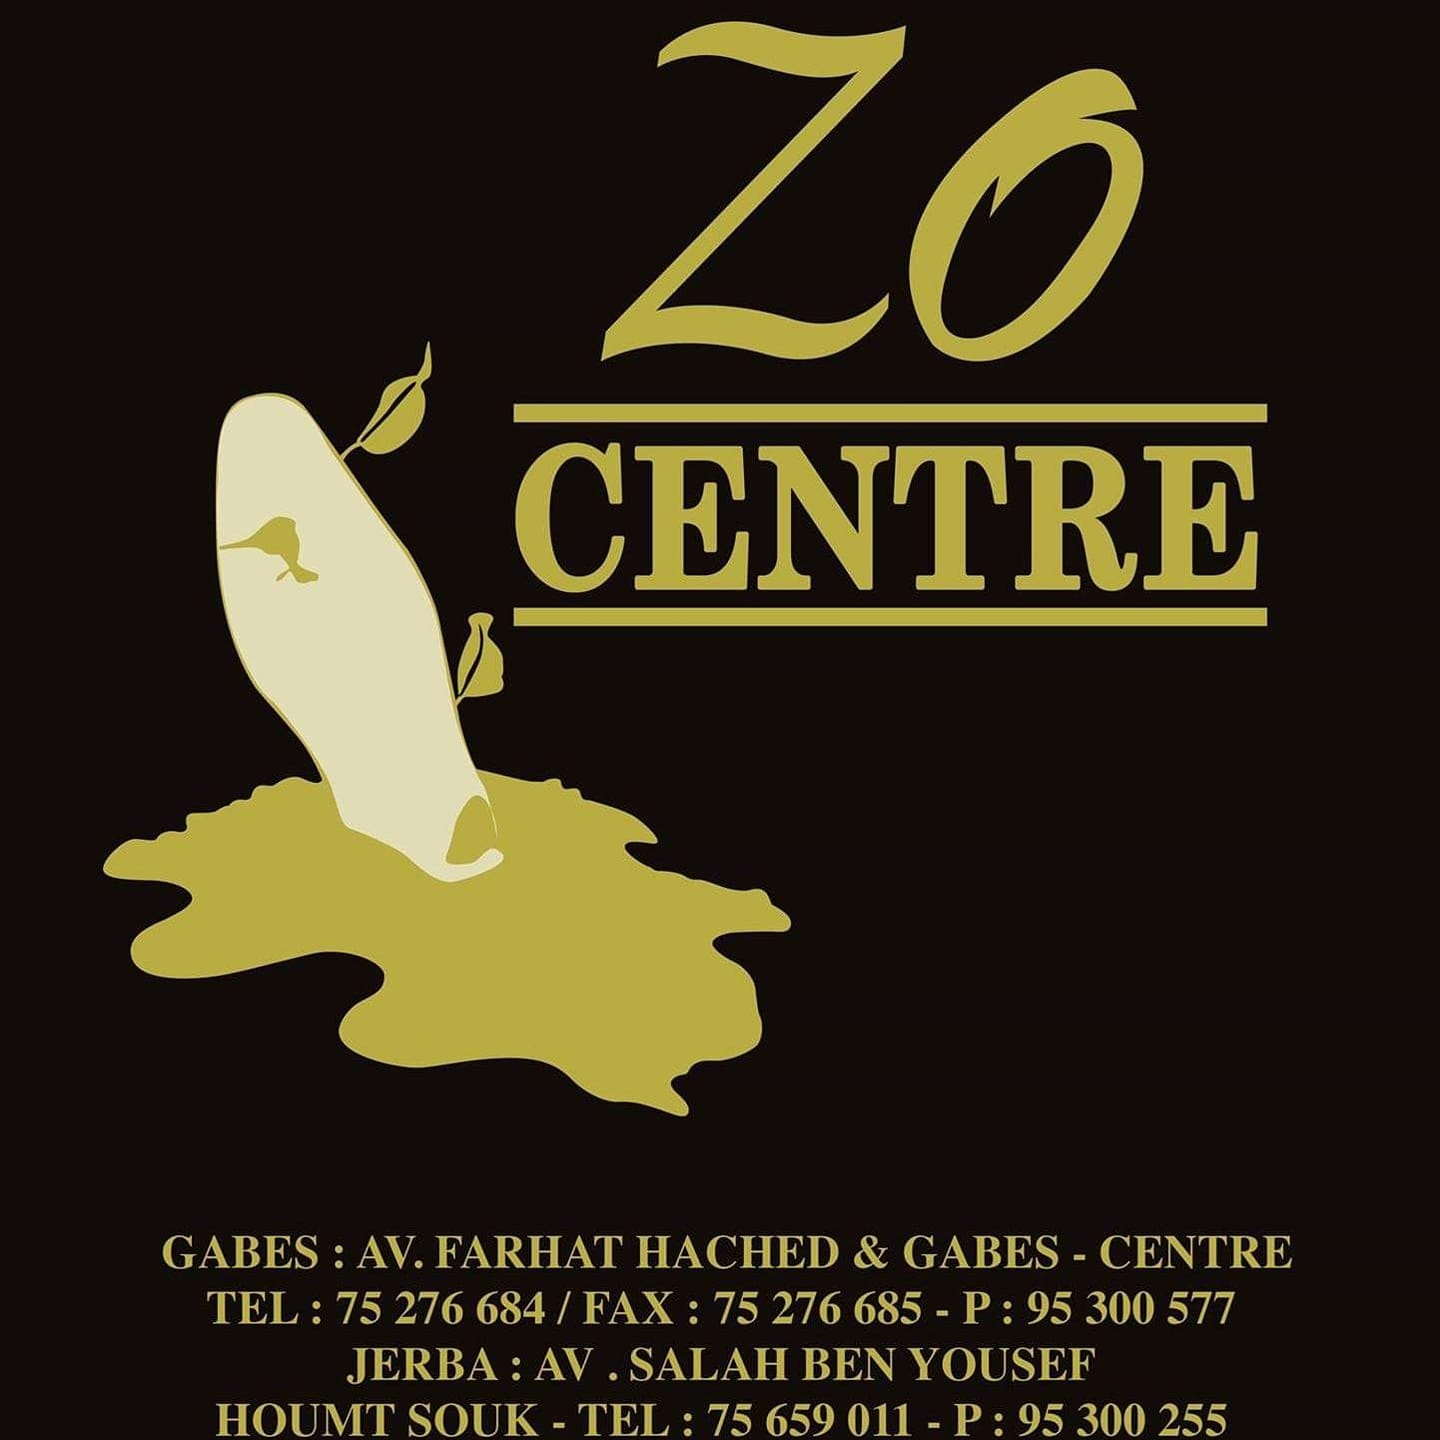 Zo
CENTRE
GABES : AV. FARHAT HACHED & GABES - CENTRE
TEL : 75 276 684 / FAX : 75 276 685 - P : 95 300 577
JERBA : AV . SALAH BEN YOUSEF
HOUMT SOUK - TEL : 75 659 011 - P : 95 300 255